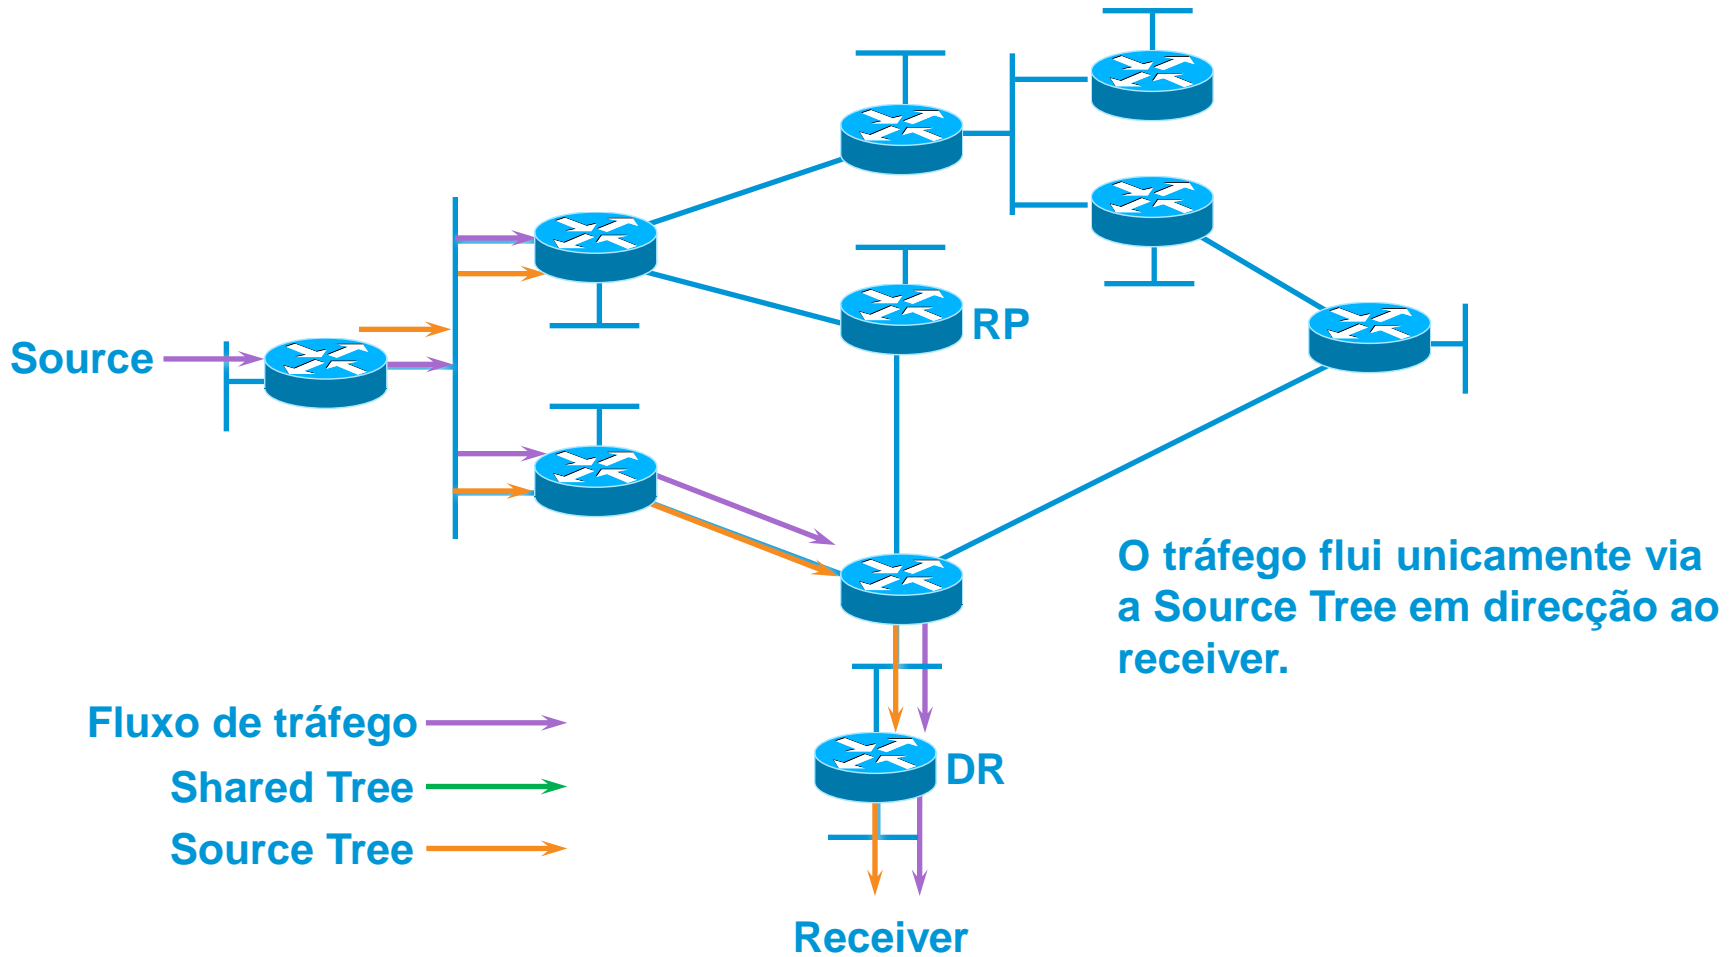 RP
Source
O tráfego flui unicamente via
a Source Tree em direcção ao
receiver.
Fluxo de tráfego
Shared Tree
DR
Source Tree
Receiver